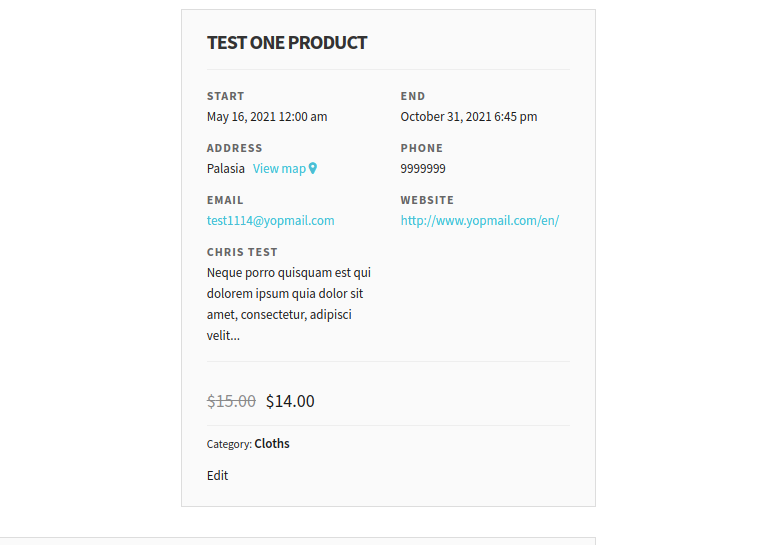 TEST ONE PRODUCT
START
May 16, 2021 12:00 am
END
October 31, 2021 6:45 pm
ADDRESS
Palasia View map
PHONE
9999999
EMAIL
test1114@yopmail.com
WEBSITE
http://www.yopmail.com/en/
CHRIS TEST
Neque porro quisquam est qui
dolorem ipsum quia dolor sit
amet, consectetur, adipisci
velit...
$15.00 $14.00
Category: Cloths
Edit